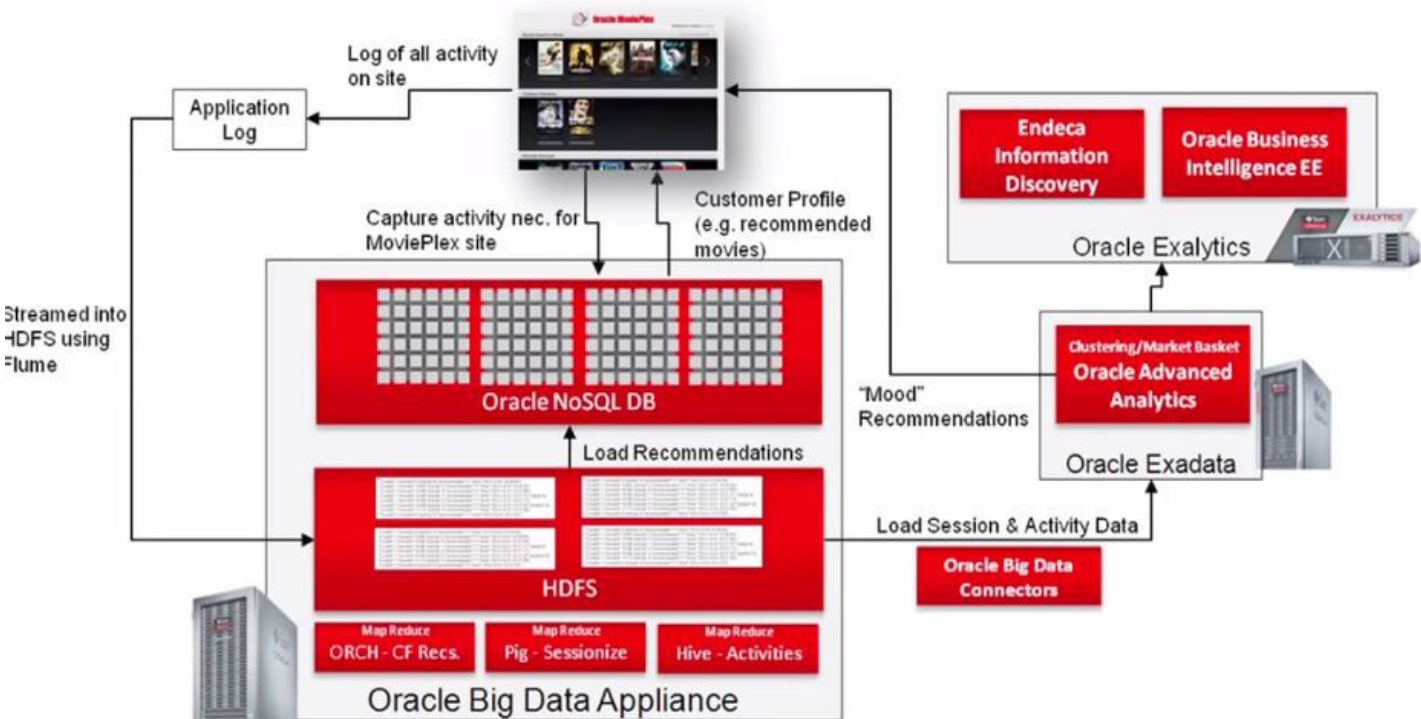 Oracle MoviePlex
Log of all activity
on site
Application
Log
Endeca
Information
Discovery
Oracle Business
Intelligence EE
EXALYTICS
Oracle Exalytics
Capture activity nec. for
MoviePlex site
Customer Profile
(e.g. recommended
movies)
Streamed into
HDFS using
Flume
Oracle NoSQL DB
Clustering/Market Basket
Oracle Advanced
Analytics
"Mood"
Recommendations
Oracle Exadata
Load Recommendations
HDFS
Load Session & Activity Data
Oracle Big Data
Connectors
Map Reduce
ORCH - CF Recs.
Map Reduce
Pig - Sessionize
Map Reduce
Hive - Activities
Oracle Big Data Appliance